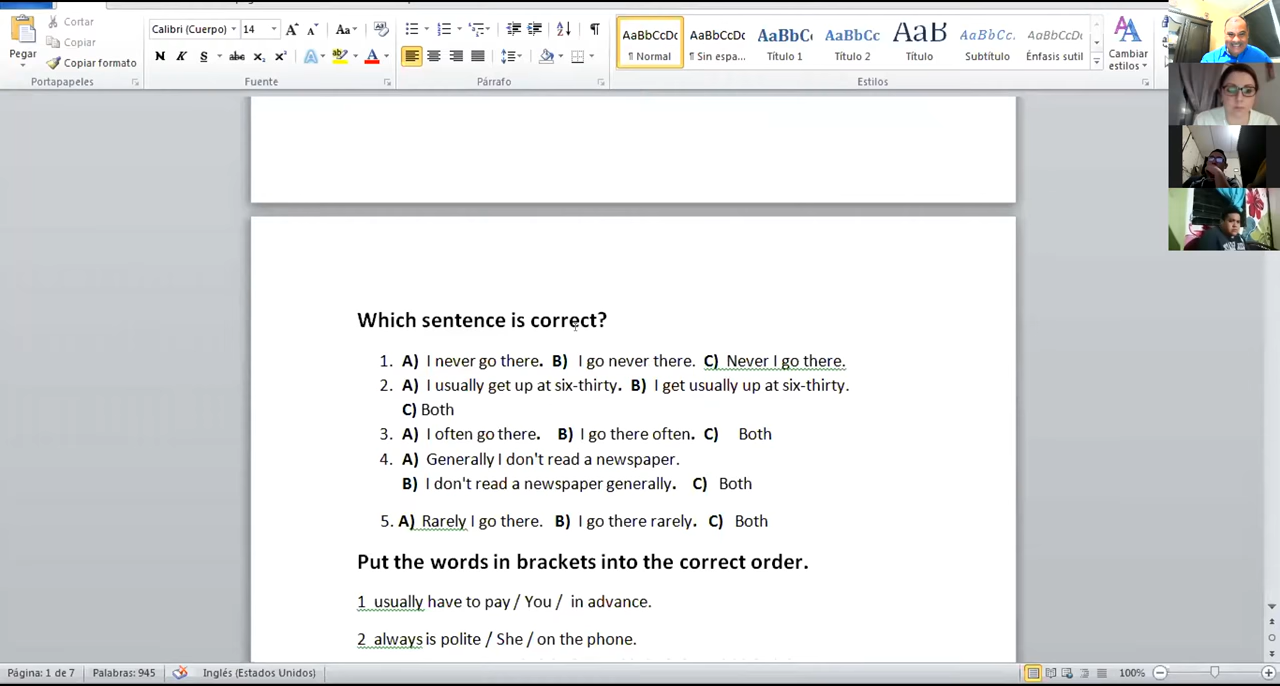 Cortar
Copiar
Copiar formato
Pegar
Portapapeles
Calibri (Cuerpo) 14 A A Aa
N K S abc x₂ x² A ab A
Fuente
Párrafo
AaBbCcDc AaBbCcDc AaBbC AaBbCc AaB AaBbCc. AaBbCcDc
¶ Normal ¶ Sin espa... Título 1 Título 2 Título Subtítulo Énfasis sutil
Estilos
Cambiar
estilos
Which sentence is correct?
1. A) I never go there. B) I go never there. C) Never I go there.
2. A) I usually get up at six-thirty. B) I get usually up at six-thirty.
C) Both
3. A) I often go there. B) I go there often. C) Both
4. A) Generally I don't read a newspaper.
B) I don't read a newspaper generally. C) Both
5. A) Rarely I go there. B) I go there rarely. C) Both
Put the words in brackets into the correct order.
1 usually have to pay / You / in advance.
2 always is polite / She / on the phone.
Página: 1 de 7 Palabras: 945 Inglés (Estados Unidos) 100%